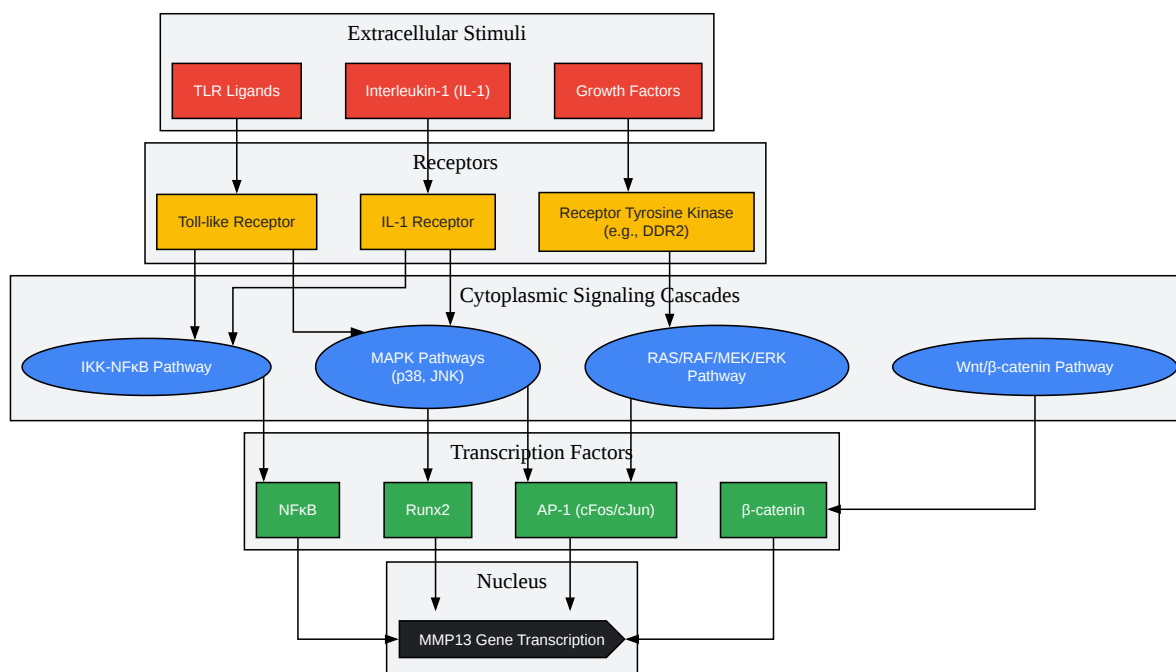 Extracellular Stimuli
TLR Ligands
Interleukin-1 (IL-1)
Growth Factors
Receptors
Toll-like Receptor
IL-1 Receptor
Receptor Tyrosine Kinase
(e.g., DDR2)
Cytoplasmic Signaling Cascades
IKK-NFκB Pathway
MAPK Pathways
(p38, JNK)
RAS/RAF/MEK/ERK
Pathway
Wnt/β-catenin Pathway
Transcription Factors
NFκB
Runx2
AP-1 (cFos/cJun)
β-catenin
Nucleus
MMP13 Gene Transcription